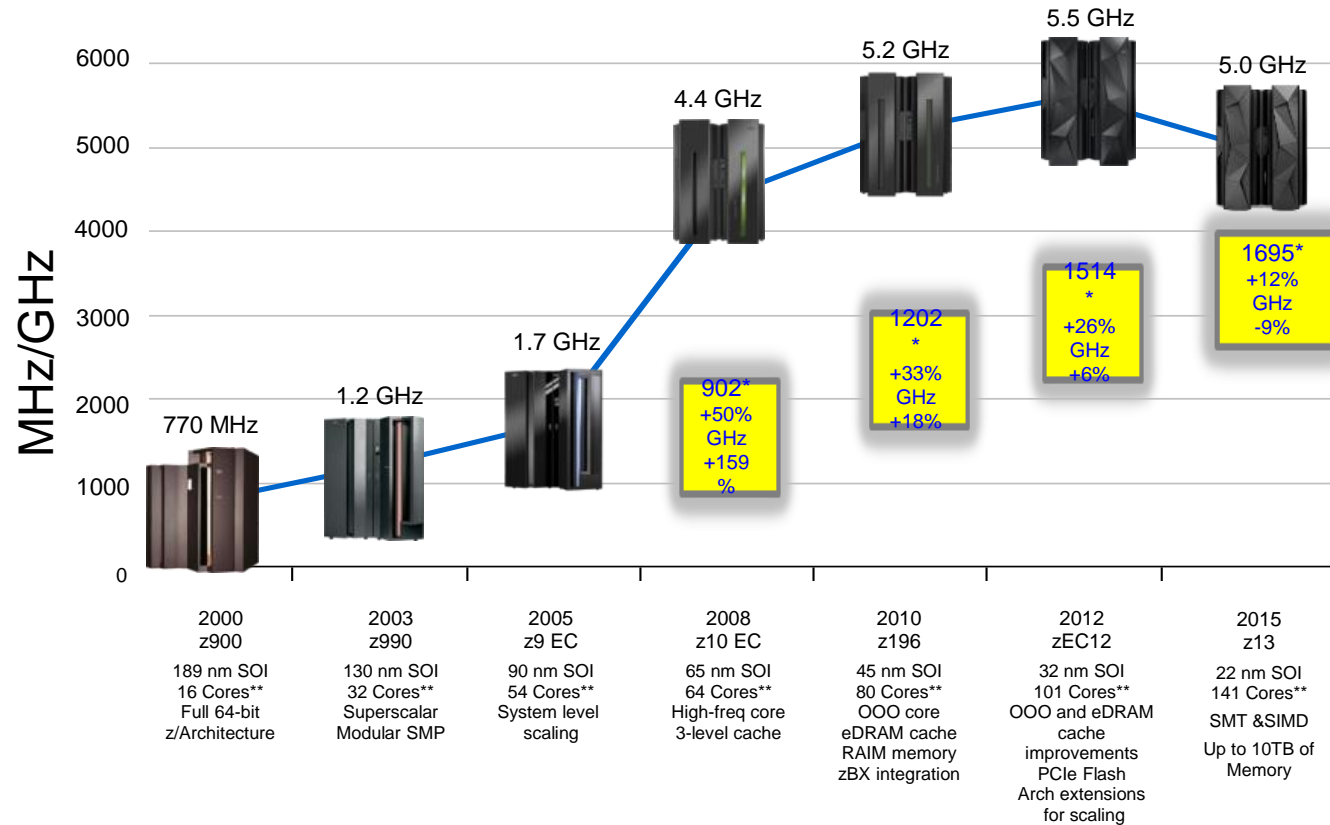 MHz/GHz
6000
5000
4000
3000
2000
1000
0
770 MHz
1.2 GHz
1.7 GHz
4.4 GHz
5.2 GHz
5.5 GHz
5.0 GHz
902*
+50%
GHz
+159
%
1202
*
+33%
GHz
+18%
1514
*
+26%
GHz
+6%
1695*
+12%
GHz
-9%
2000
z900
189 nm SOI
16 Cores**
Full 64-bit
z/Architecture
2003
z990
130 nm SOI
32 Cores**
Superscalar
Modular SMP
2005
z9 EC
90 nm SOI
54 Cores**
System level
scaling
2008
z10 EC
65 nm SOI
64 Cores**
High-freq core
3-level cache
2010
z196
45 nm SOI
80 Cores**
OOO core
eDRAM cache
RAIM memory
zBX integration
2012
zEC12
32 nm SOI
101 Cores**
OOO and eDRAM
cache
improvements
PCIe Flash
Arch extensions
for scaling
2015
z13
22 nm SOI
141 Cores**
SMT &SIMD
Up to 10TB of
Memory